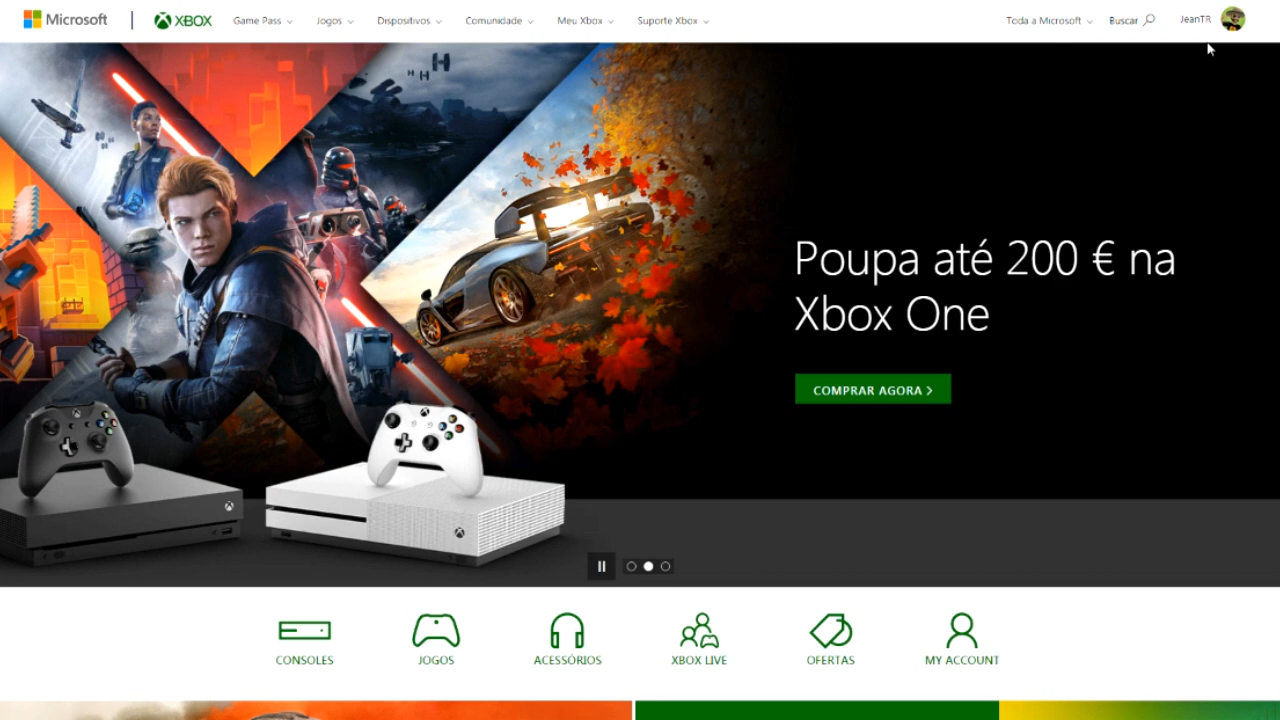 Microsoft
XBOX
Game Pass
Jogos
Dispositivos
Comunidade
Meu Xbox
Suporte Xbox
Toda a Microsoft
Buscar
JeanTR
Poupa até 200 € na
Xbox One
COMPRAR AGORA
CONSOLES
JOGOS
ACESSÓRIOS
XBOX LIVE
OFERTAS
MY ACCOUNT